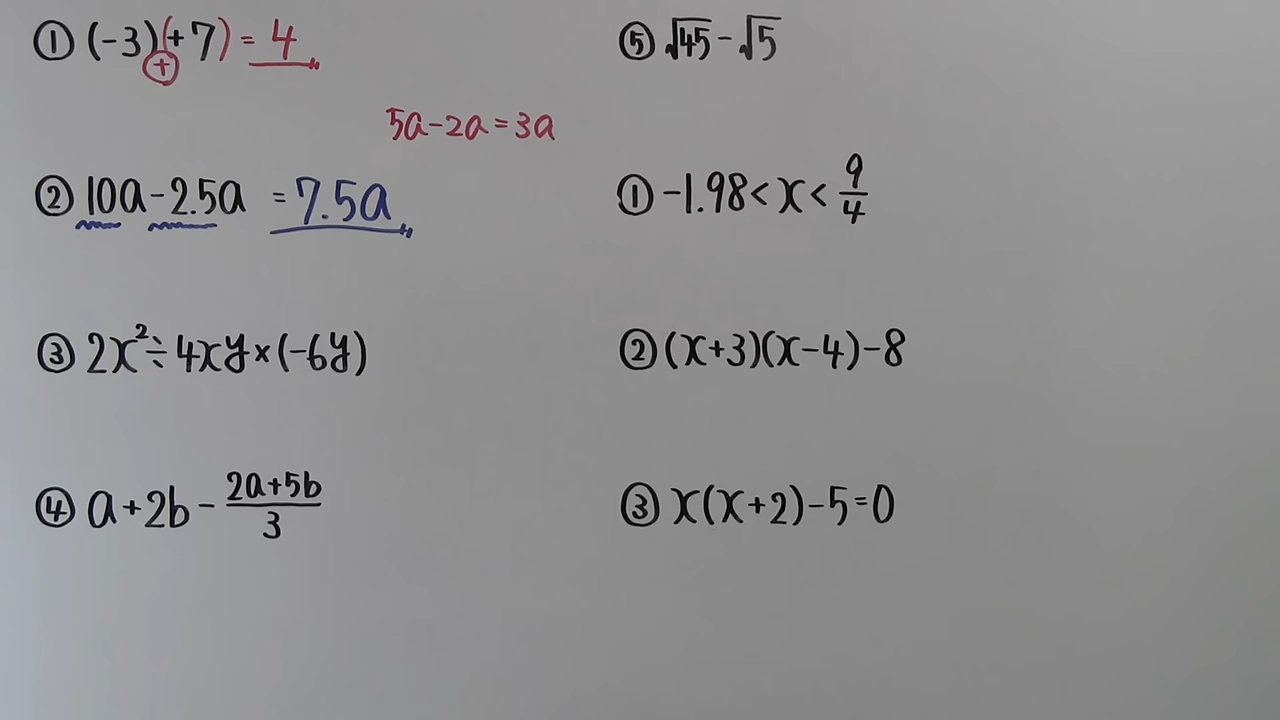 ① (-3)(+7) = 4
+
5a-2a=3a
② 10a-2.5a = 7.5a
③ 2x²÷4xy×(-6y)
④ a+2b-\frac{2a+5b}{3}
⑤ √45-√5
① -1.98<x<\frac{9}{4}
② (x+3)(x-4)-8
③ x(x+2)-5=0